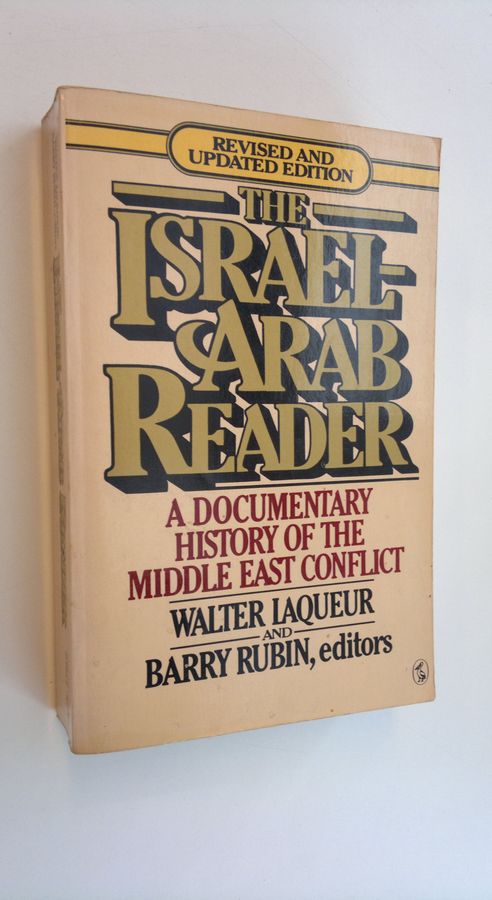 REVISED AND
UPDATED EDITION
THE
ISRAEL-
ARAB
READER
A DOCUMENTARY
HISTORY OF THE
MIDDLE EAST CONFLICT
WALTER LAQUEUR
AND
BARRY RUBIN, editors